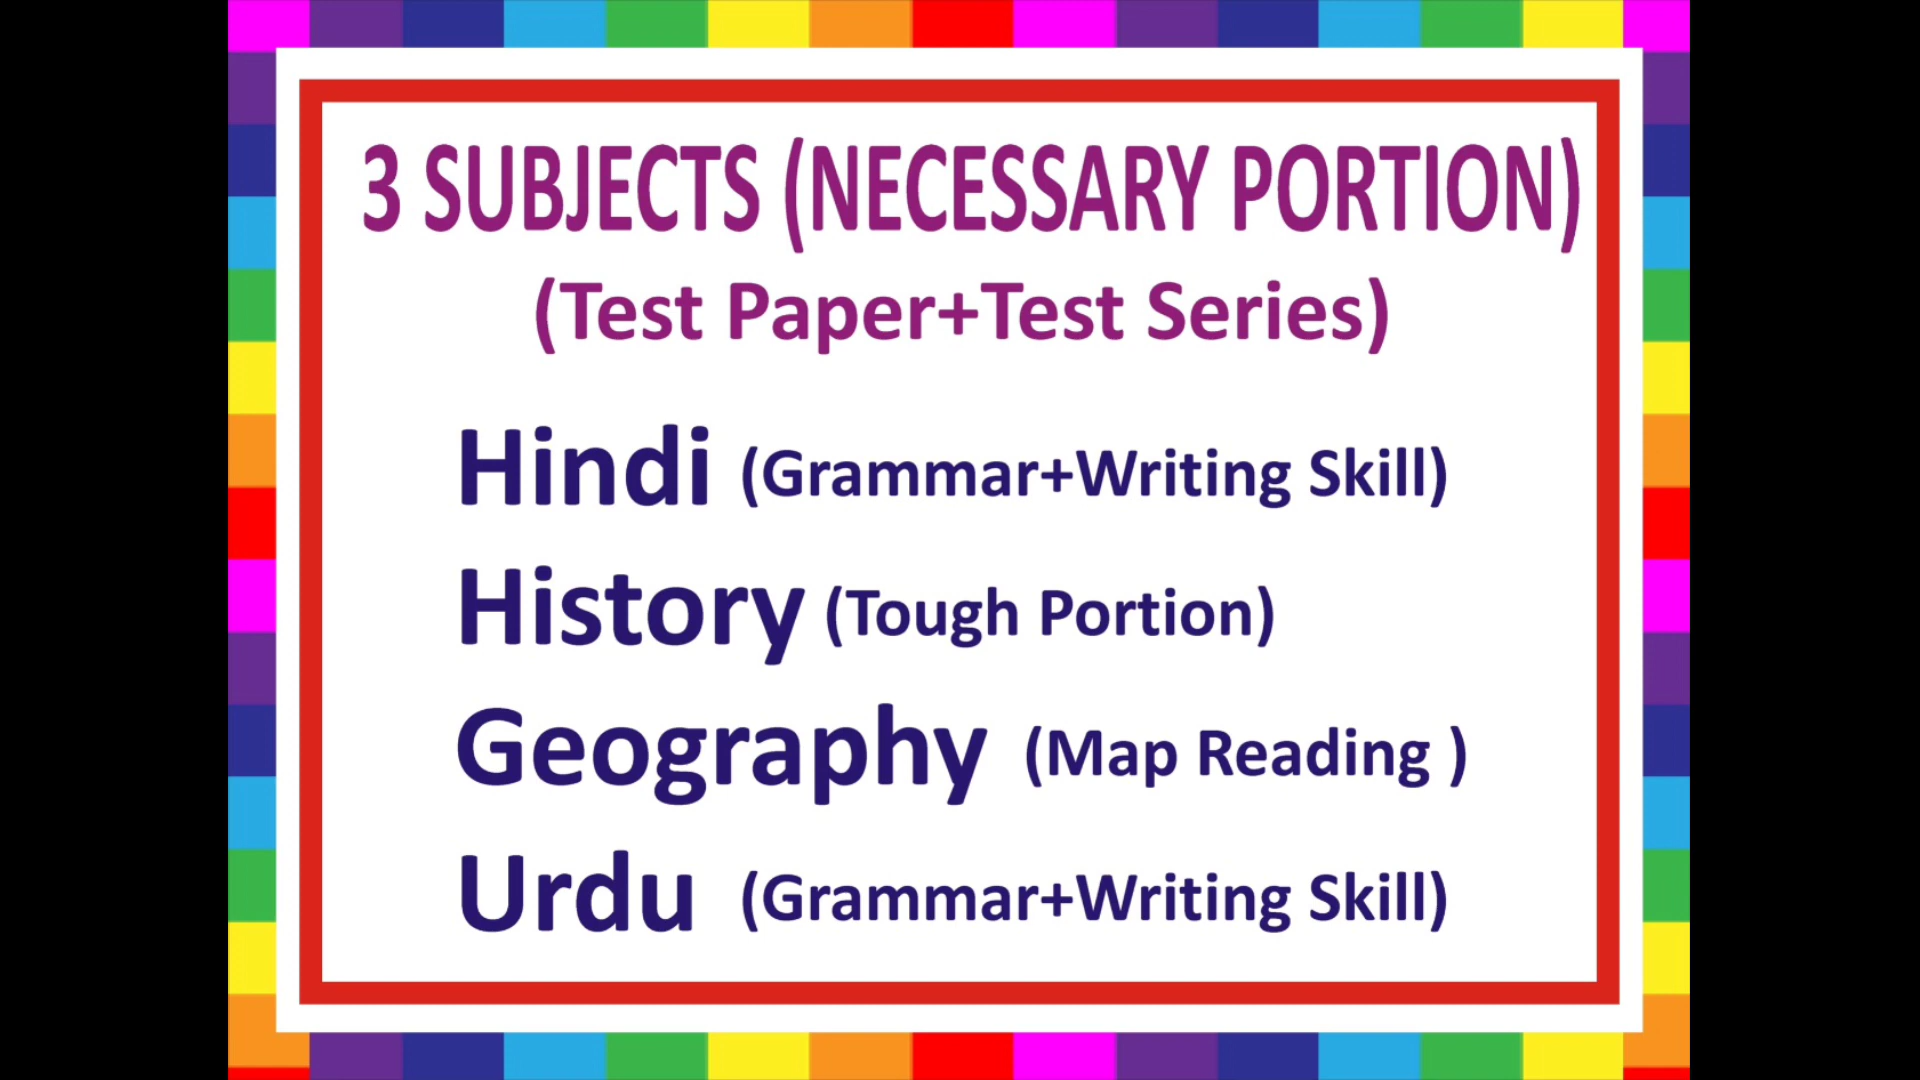 3 SUBJECTS (NECESSARY PORTION)
(Test Paper+Test Series)
Hindi (Grammar+Writing Skill)
History (Tough Portion)
Geography (Map Reading )
Urdu (Grammar+Writing Skill)